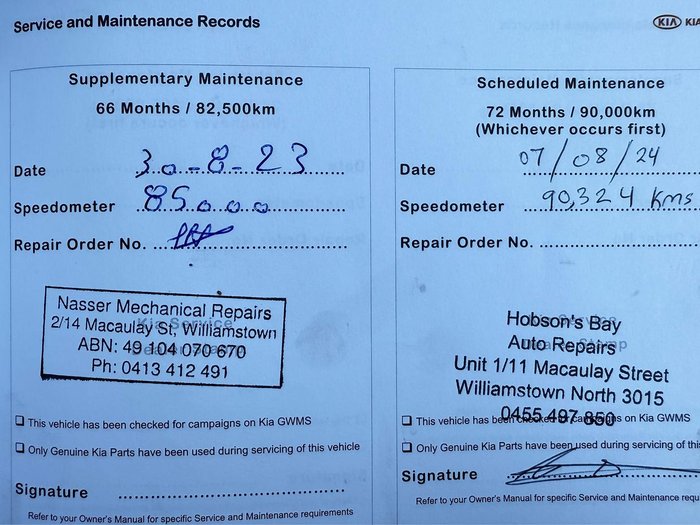 Service and Maintenance Records
KIA KIA
Supplementary Maintenance
66 Months / 82,500km
Date 30-8-23
Speedometer 85000
Repair Order No.
Nasser Mechanical Repairs
2/14 Macaulay St, Williamstown
ABN: 49 104 070 670
Ph: 0413 412 491
This vehicle has been checked for campaigns on Kia GWMS
Only Genuine Kia Parts have been used during servicing of this vehicle
Signature
Refer to your Owner's Manual for specific Service and Maintenance requirements
Scheduled Maintenance
72 Months / 90,000km
(Whichever occurs first)
Date 07/08/24
Speedometer 90,324 Kms
Repair Order No.
Hobson's Bay
Auto Repairs
Unit 1/11 Macaulay Street
Williamstown North 3015
0455 497 850
This vehicle has been checked for campaigns on Kia GWMS
Only Genuine Kia Parts have been used during servicing of this
Signature
Refer to your Owner's Manual for specific Service and Maintenance requ